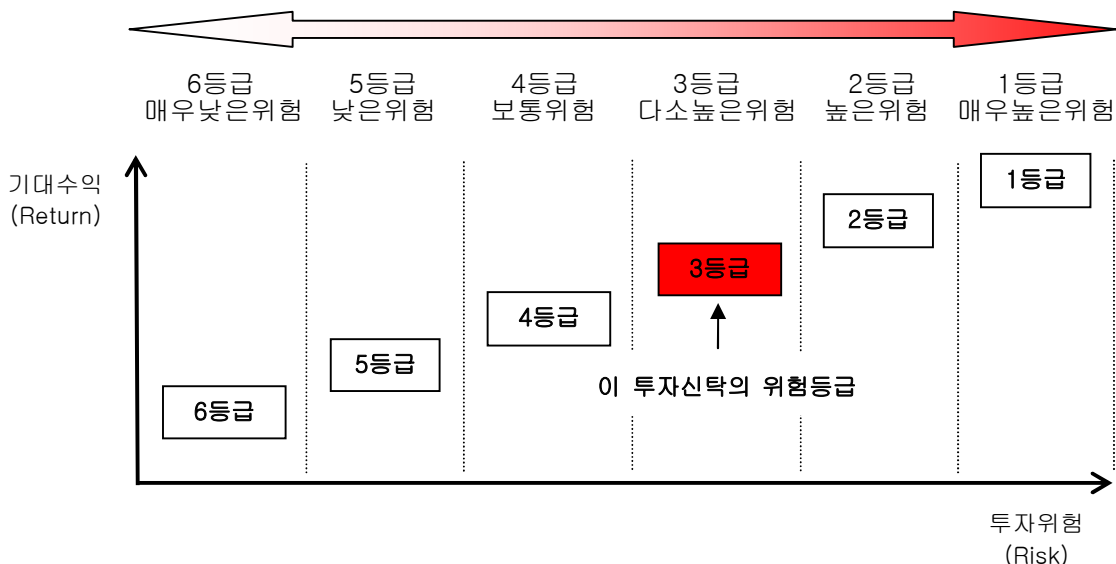 6등급 5등급 4등급 3등급 2등급 1등급
매우낮은위험 낮은위험 보통위험 다소높은위험 높은위험 매우높은위험
기대수익
(Return)
1등급
2등급
3등급
4등급
5등급
이 투자신탁의 위험등급
6등급
투자위험
(Risk)